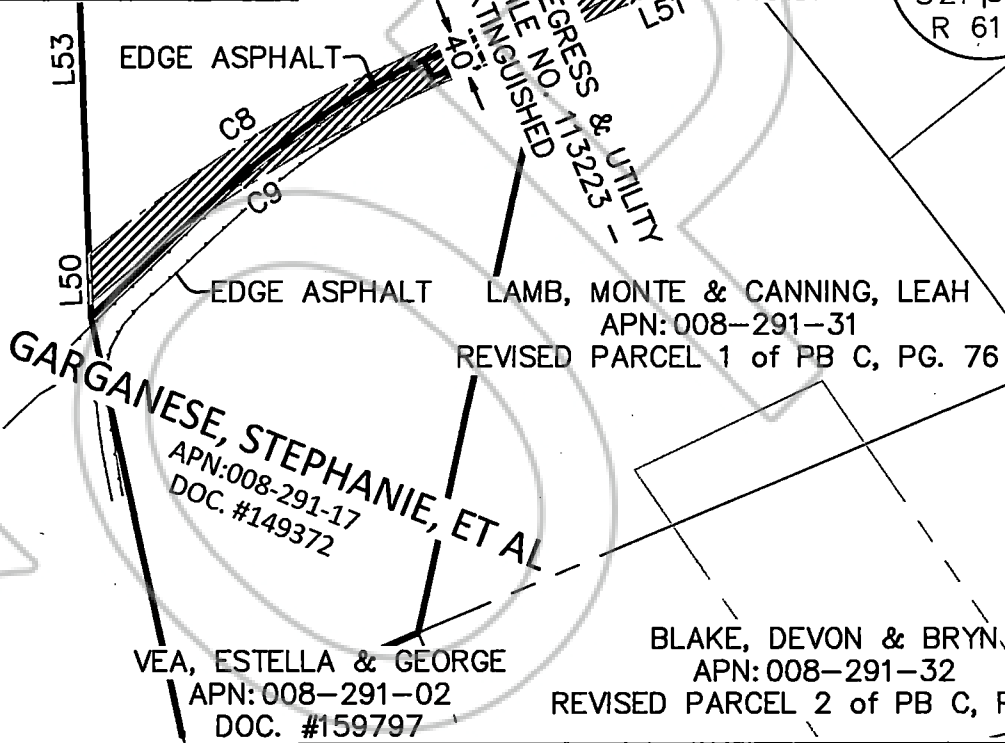 L53
EDGE ASPHALT
C8
C9
L50
EDGE ASPHALT
40'
EGRESS & UTILITY
NO. 113223 –
TINGUISHED
L51
R 61
LAMB, MONTE & CANNING, LEAH
APN: 008–291–31
REVISED PARCEL 1 of PB C, PG. 76
GARGANESE, STEPHANIE, ET AL
APN:008-291-17
DOC. #149372
VEA, ESTELLA & GEORGE
APN: 008–291–02
DOC. #159797
BLAKE, DEVON & BRYN
APN: 008–291–32
REVISED PARCEL 2 of PB C,